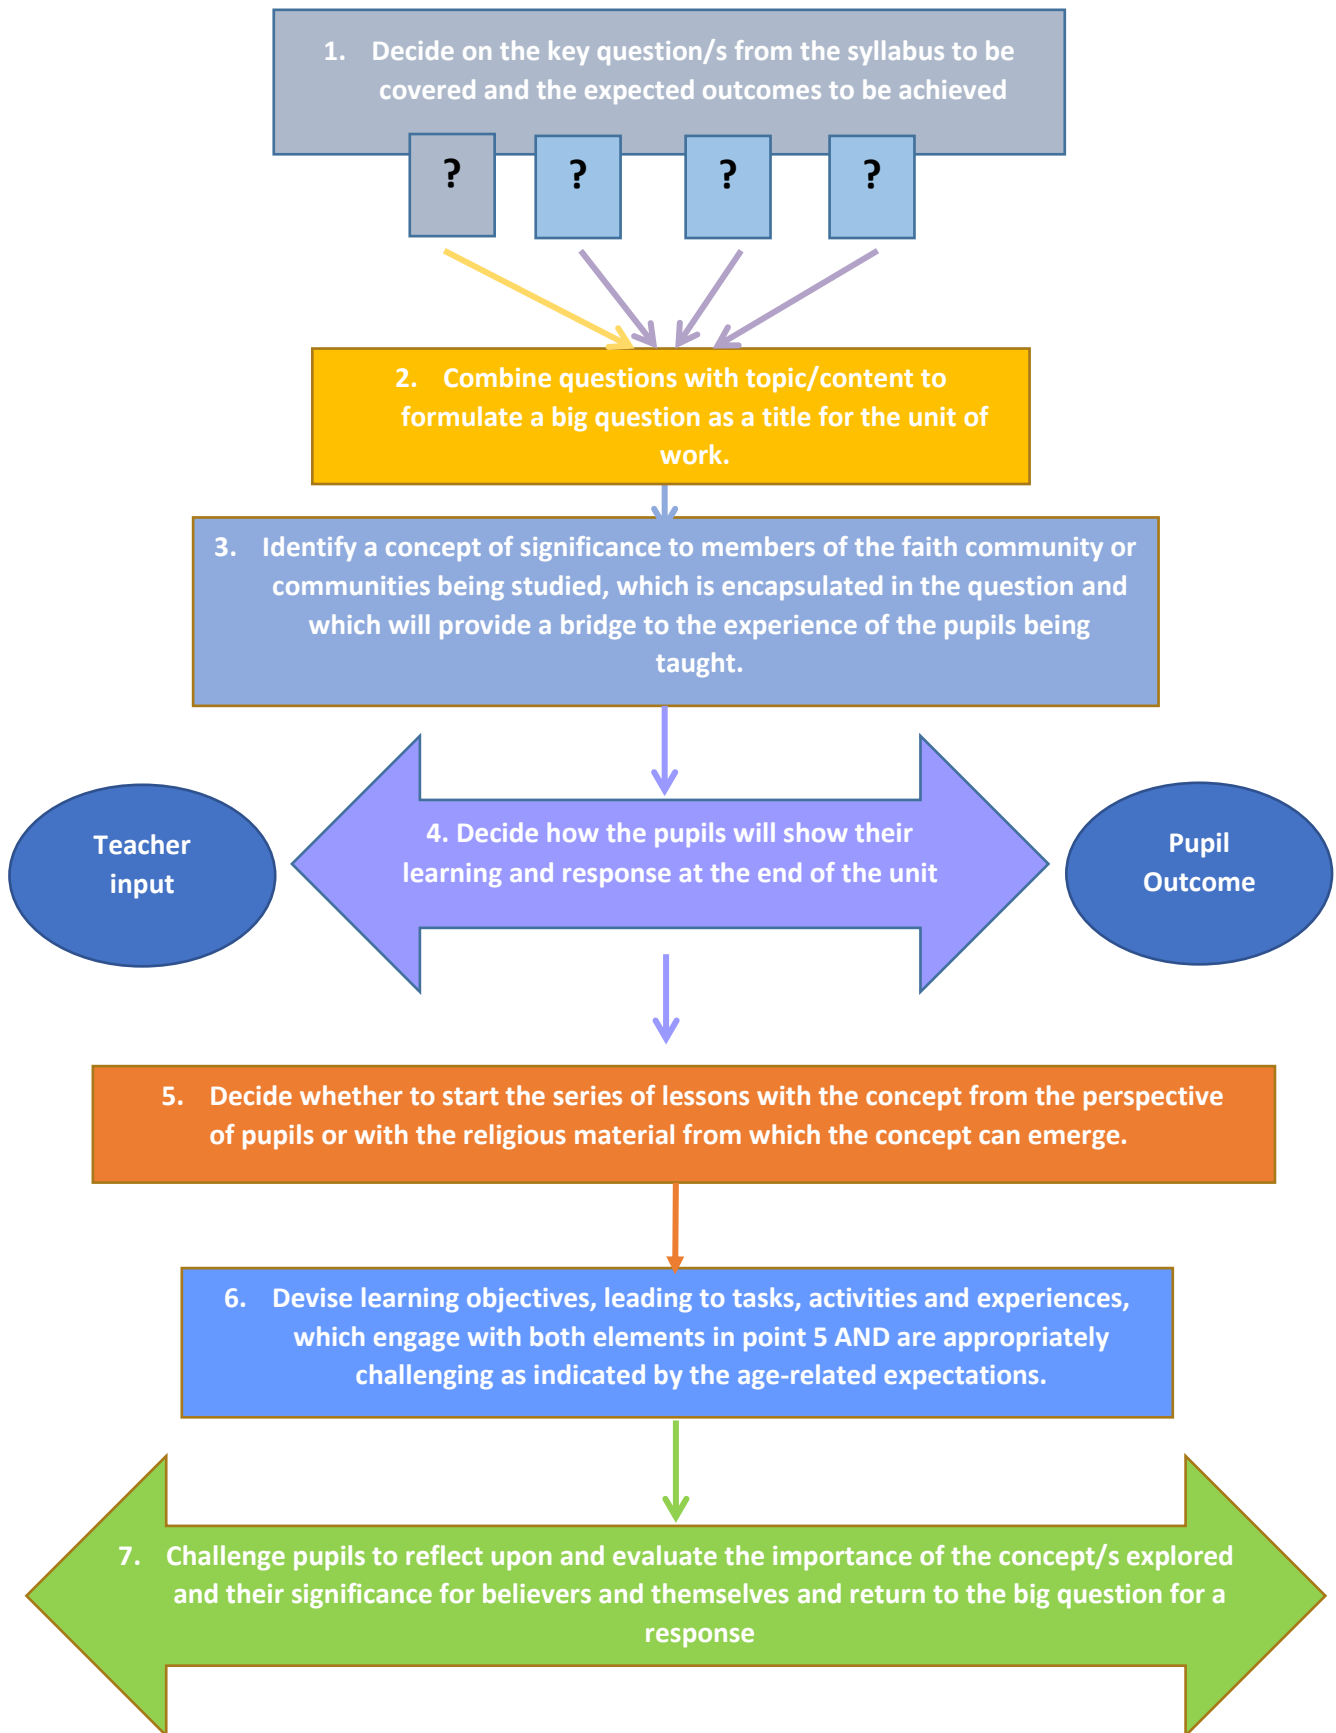 1. Decide on the key question/s from the syllabus to be
covered and the expected outcomes to be achieved
? ? ? ?
2. Combine questions with topic/content to
formulate a big question as a title for the unit of
work.
3. Identify a concept of significance to members of the faith community or
communities being studied, which is encapsulated in the question and
which will provide a bridge to the experience of the pupils being
taught.
Teacher
input
4. Decide how the pupils will show their
learning and response at the end of the unit
Pupil
Outcome
5. Decide whether to start the series of lessons with the concept from the perspective
of pupils or with the religious material from which the concept can emerge.
6. Devise learning objectives, leading to tasks, activities and experiences,
which engage with both elements in point 5 AND are appropriately
challenging as indicated by the age-related expectations.
7. Challenge pupils to reflect upon and evaluate the importance of the concept/s explored
and their significance for believers and themselves and return to the big question for a
response